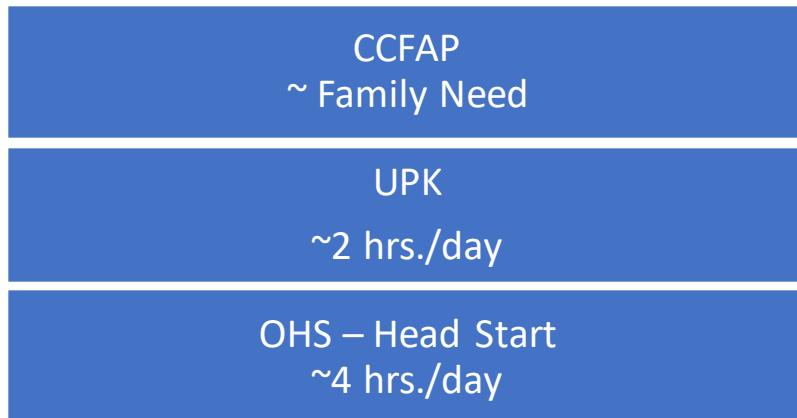 CCFAP
~ Family Need
UPK
~2 hrs./day
OHS – Head Start
~4 hrs./day